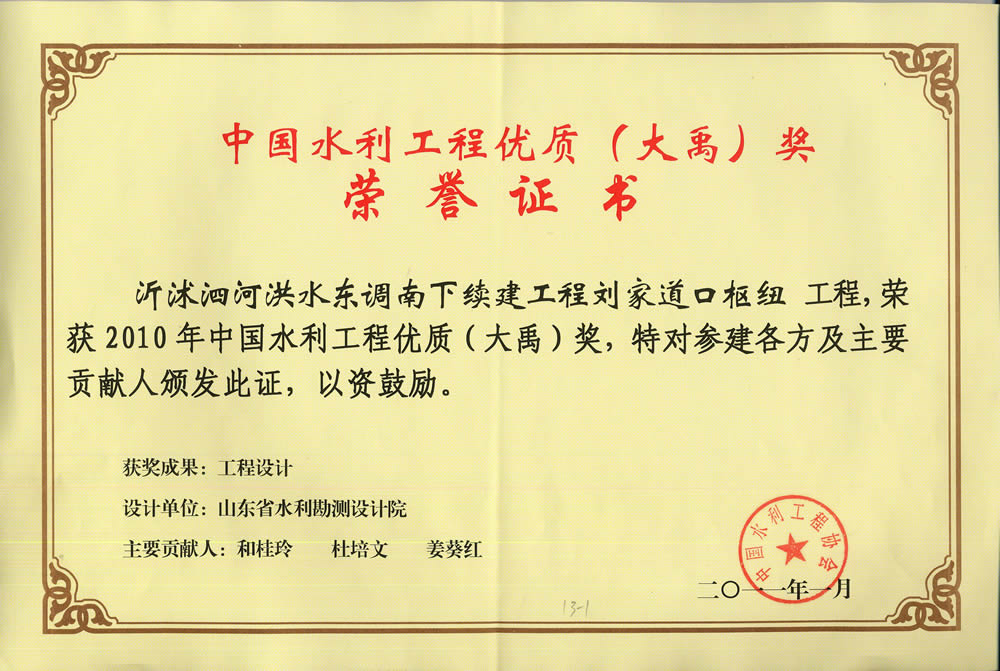 中国水利工程优质（大禹）奖
荣誉证书
沂沭泗河洪水东调南下续建工程刘家道口枢纽 工程，荣
获2010年中国水利工程优质（大禹）奖，特对参建各方及主要
贡献人颁发此证，以资鼓励。
获奖成果：工程设计
设计单位：山东省水利勘测设计院
主要贡献人：和桂玲 杜培文 姜葵红
中国水利工程协会
二〇一一年一月
13-1